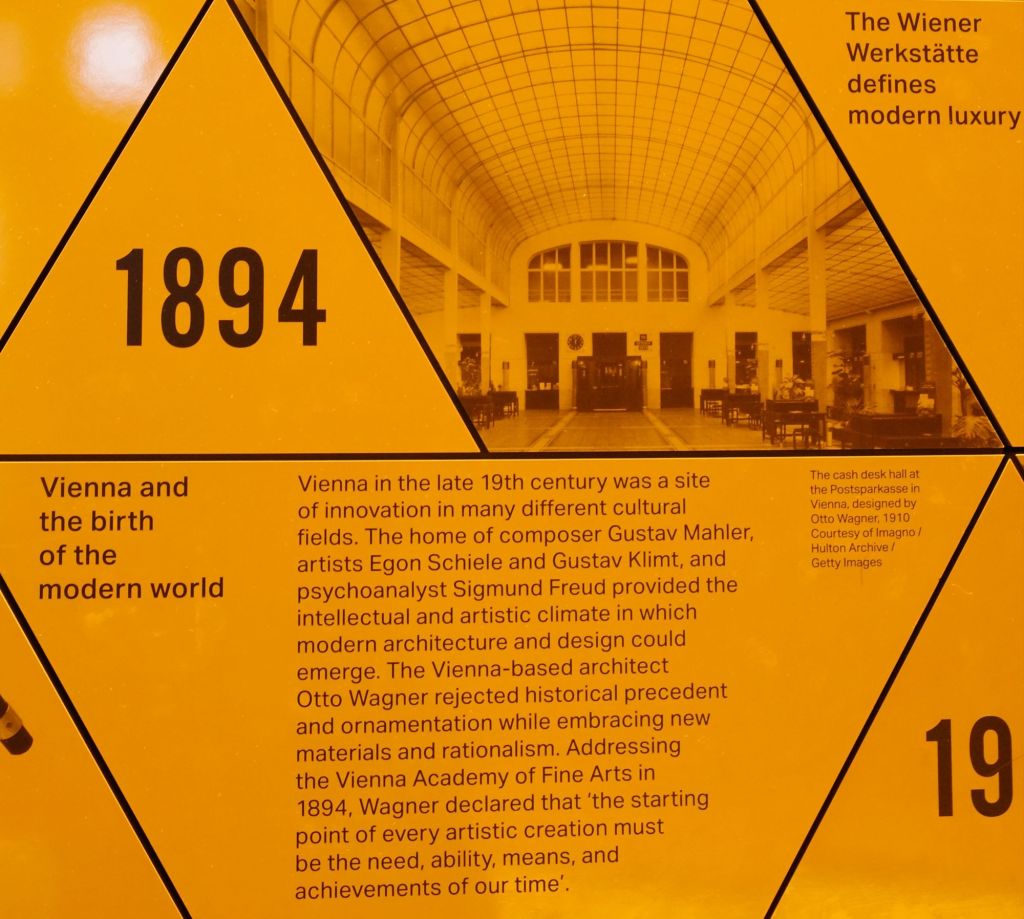 The Wiener
Werkstätte
defines
modern luxury
1894
Vienna and
the birth
of the
modern world
Vienna in the late 19th century was a site
of innovation in many different cultural
fields. The home of composer Gustav Mahler,
artists Egon Schiele and Gustav Klimt, and
psychoanalyst Sigmund Freud provided the
intellectual and artistic climate in which
modern architecture and design could
emerge. The Vienna-based architect
Otto Wagner rejected historical precedent
and ornamentation while embracing new
materials and rationalism. Addressing
the Vienna Academy of Fine Arts in
1894, Wagner declared that ‘the starting
point of every artistic creation must
be the need, ability, means, and
achievements of our time’.
The cash desk hall at
the Postsparkasse in
Vienna, designed by
Otto Wagner, 1910
Courtesy of Imagno /
Hulton Archive /
Getty Images
19